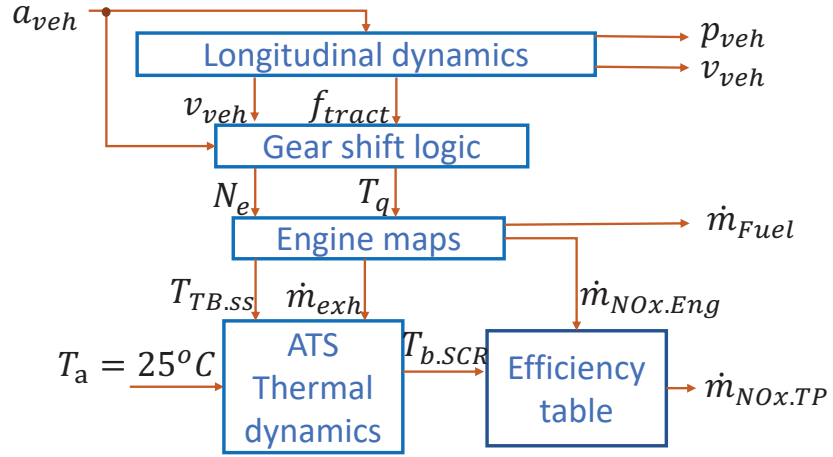 a_veh
Longitudinal dynamics
p_veh
v_veh
v_veh f_tract
Gear shift logic
N_e T_q
Engine maps
ṁ_Fuel
T_TB.ss ṁ_exh
ṁ_NOx.Eng
T_a = 25°C
ATS
Thermal
dynamics
T_b.SCR
Efficiency
table
ṁ_NOx.TP